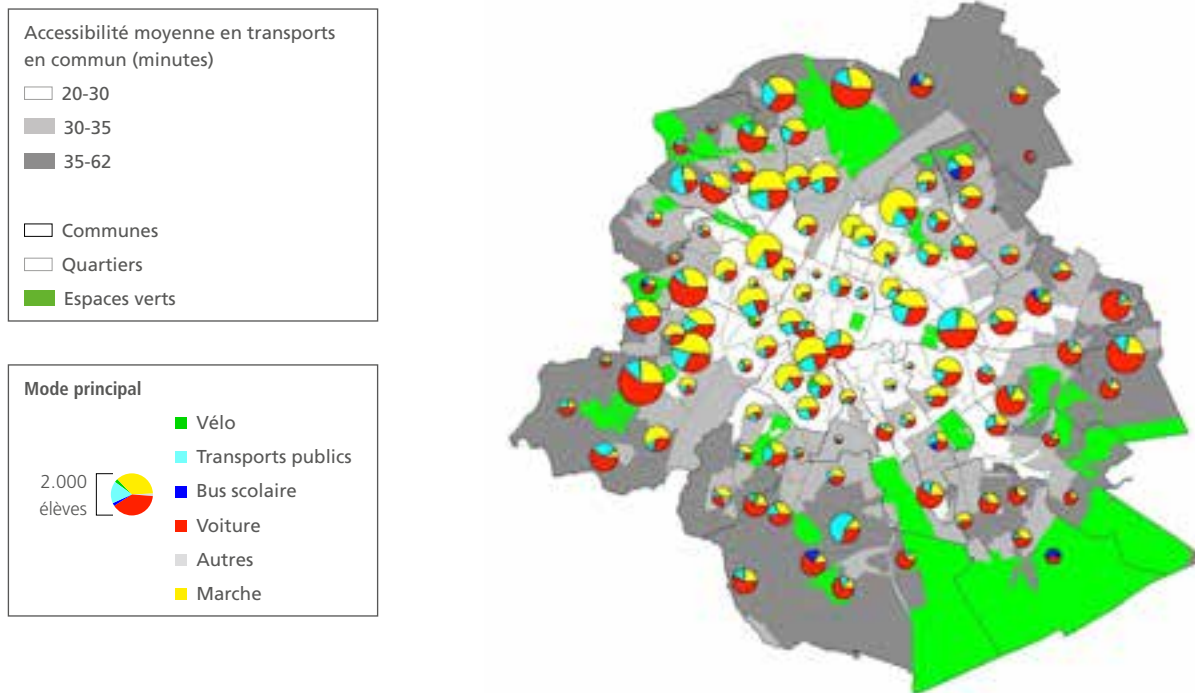 Accessibilité moyenne en transports
en commun (minutes)
20-30
30-35
35-62
Communes
Quartiers
Espaces verts
Mode principal
2.000
élèves
Vélo
Transports publics
Bus scolaire
Voiture
Autres
Marche